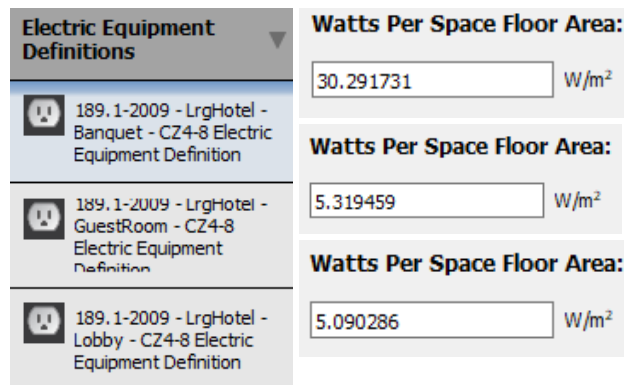 Electric Equipment
Definitions
189.1-2009 - LrgHotel -
Banquet - CZ4-8 Electric
Equipment Definition
189.1-2009 - LrgHotel -
GuestRoom - CZ4-8
Electric Equipment
Definition
189.1-2009 - LrgHotel -
Lobby - CZ4-8 Electric
Equipment Definition
Watts Per Space Floor Area:
30.291731 W/m²
Watts Per Space Floor Area:
5.319459 W/m²
Watts Per Space Floor Area:
5.090286 W/m²